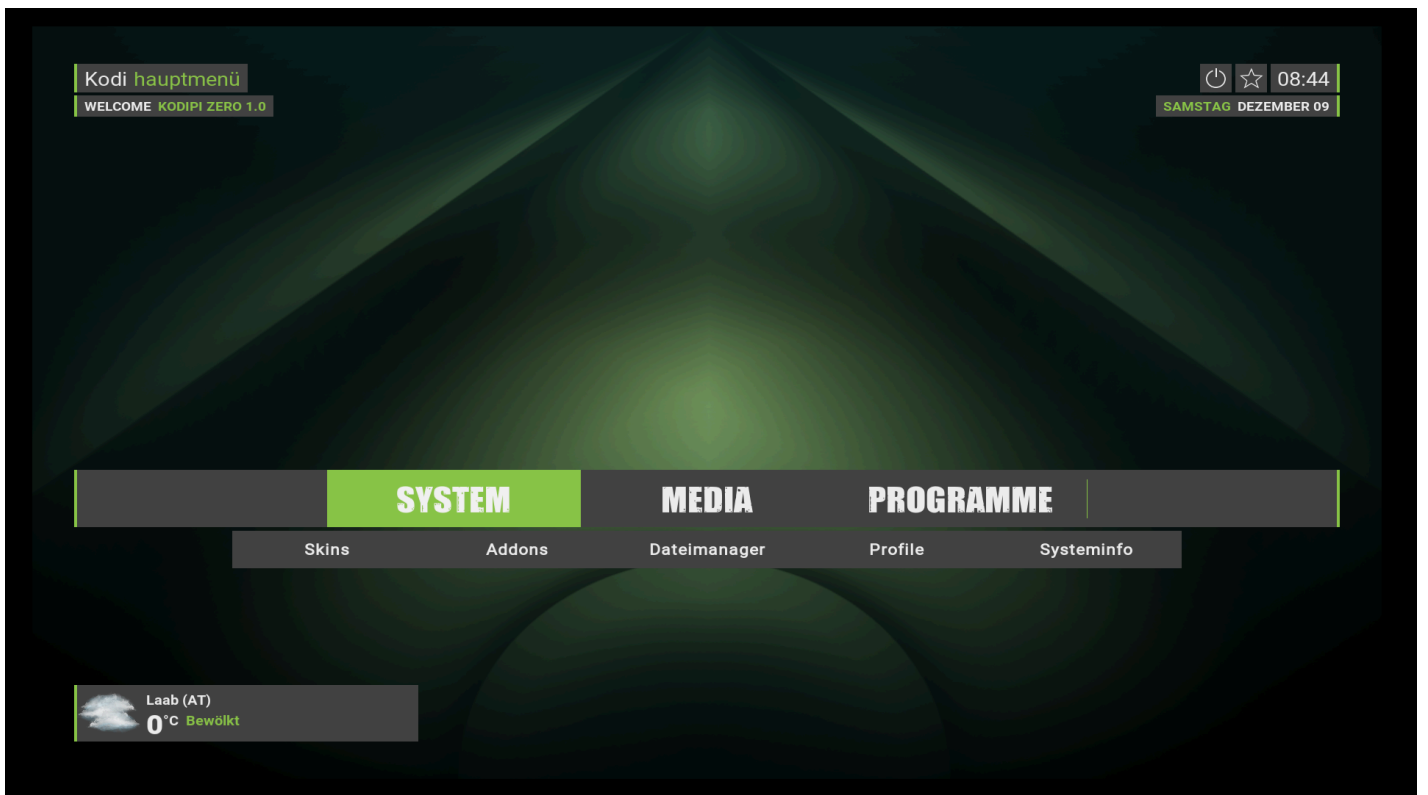 Kodi hauptmenü
WELCOME KODIPI ZERO 1.0
08:44
SAMSTAG DEZEMBER 09
SYSTEM MEDIA PROGRAMME
Skins Addons Dateimanager Profile Systeminfo
Laab (AT)
0°C Bewölkt